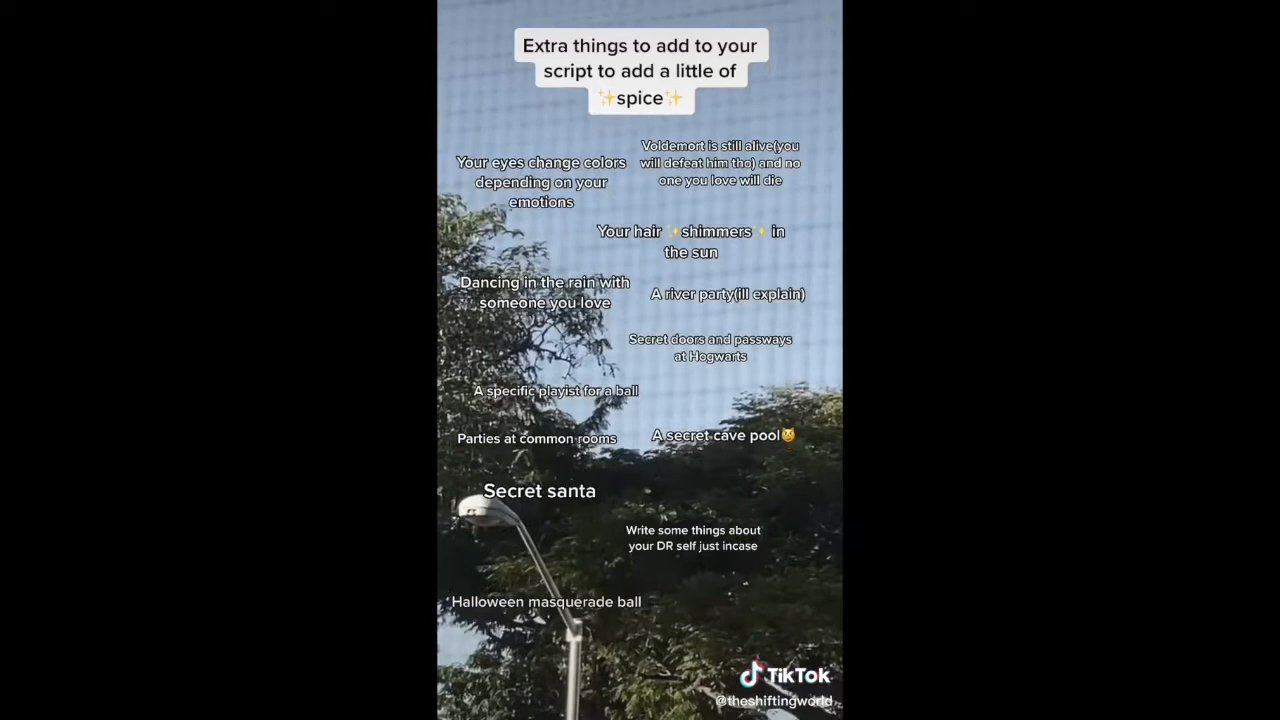 Extra things to add to your
script to add a little of
✨spice✨
Your eyes change colors
depending on your
emotions
Voldemort is still alive(you
will defeat him tho) and no
one you love will die
Your hair ✨shimmers✨ in
the sun
Dancing in the rain with
someone you love
A river party(ill explain)
Secret doors and passways
at Hogwarts
A specific playist for a ball
Parties at common rooms
A secret cave pool😼
Secret santa
Write some things about
your DR self just incase
Halloween masquerade ball
TikTok
@theshiftingworld